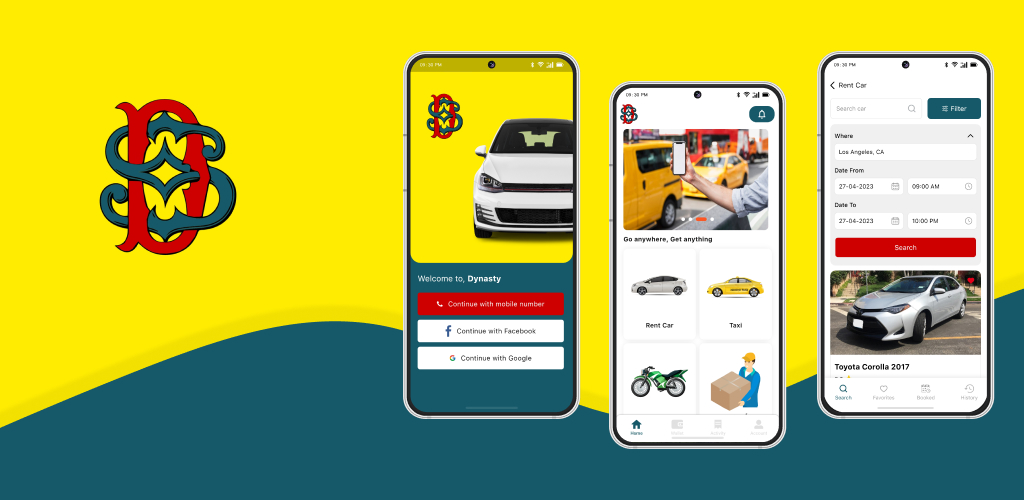 09:30 PM
Welcome to, Dynasty
Continue with mobile number
Continue with Facebook
Continue with Google
09:30 PM
Go anywhere, Get anything
Rent Car
Taxi
Home
09:30 PM
Rent Car
Search car
Filter
Where
Los Angeles, CA
Date From
27-04-2023
09:00 AM
Date To
27-04-2023
10:00 PM
Search
Toyota Corolla 2017
Search
Favorities
Booked
History